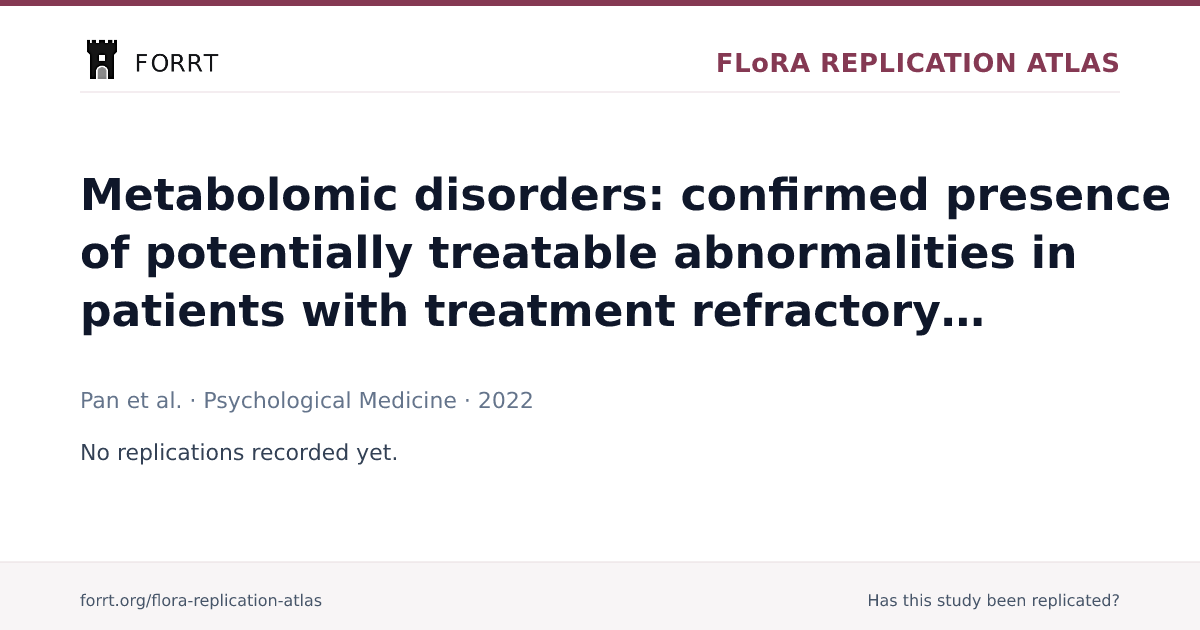 FORRT
FLoRA REPLICATION ATLAS
Metabolomic disorders: confirmed presence
of potentially treatable abnormalities in
patients with treatment refractory…
Pan et al. · Psychological Medicine · 2022
No replications recorded yet.
forrt.org/flora-replication-atlas
Has this study been replicated?